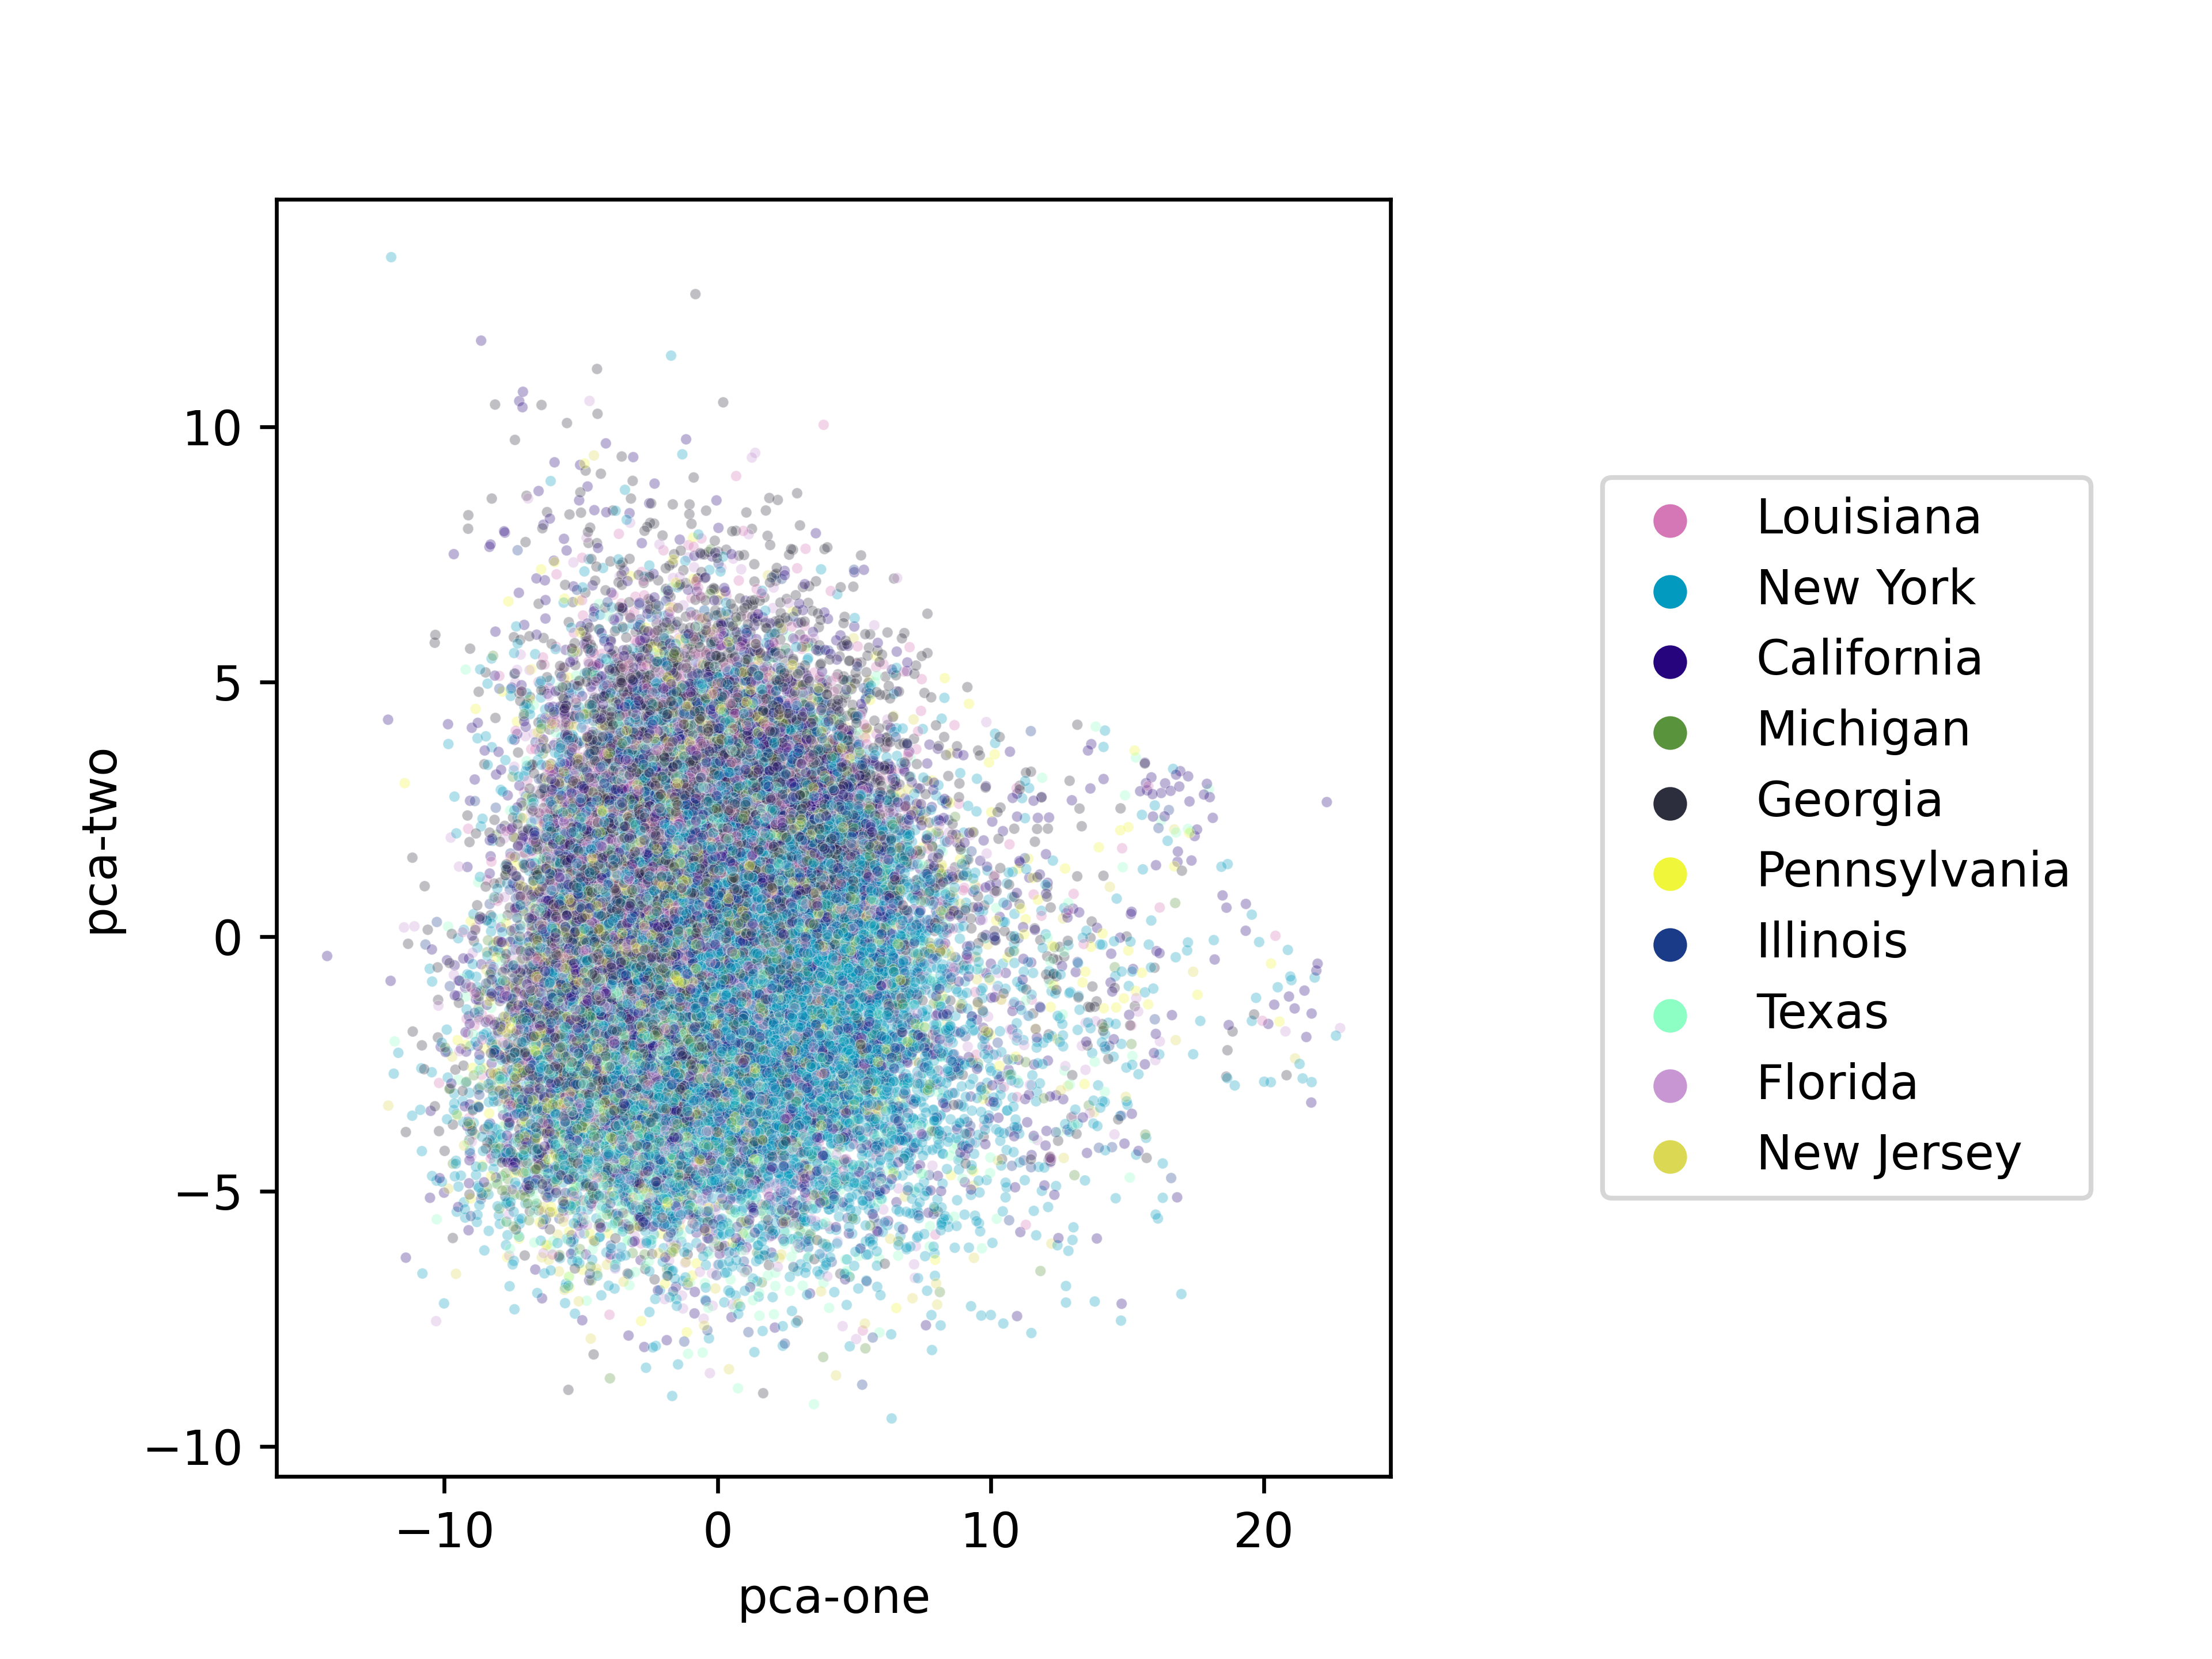 10
5
0
−5
−10
pca-two
−10 0 10 20
pca-one
Louisiana
New York
California
Michigan
Georgia
Pennsylvania
Illinois
Texas
Florida
New Jersey